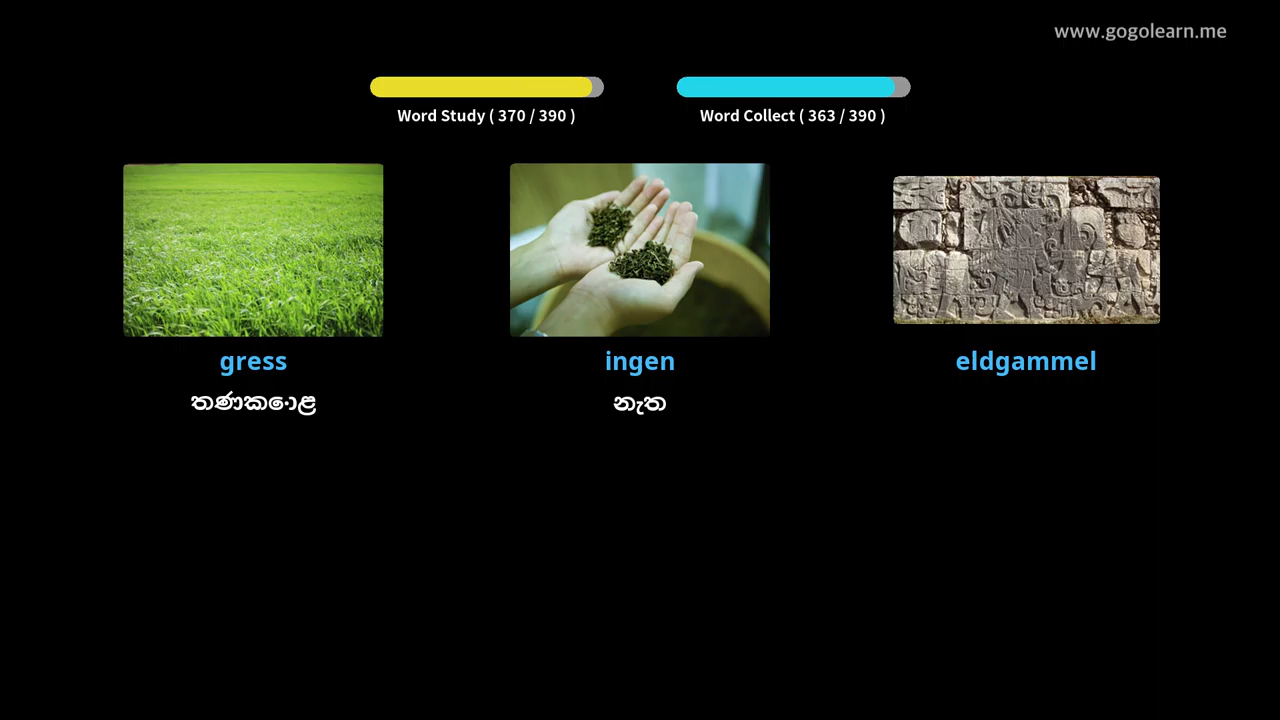 www.gogolearn.me
Word Study ( 370 / 390 )
Word Collect ( 363 / 390 )
gress
ingen
eldgammel
තණකොළ
නැත